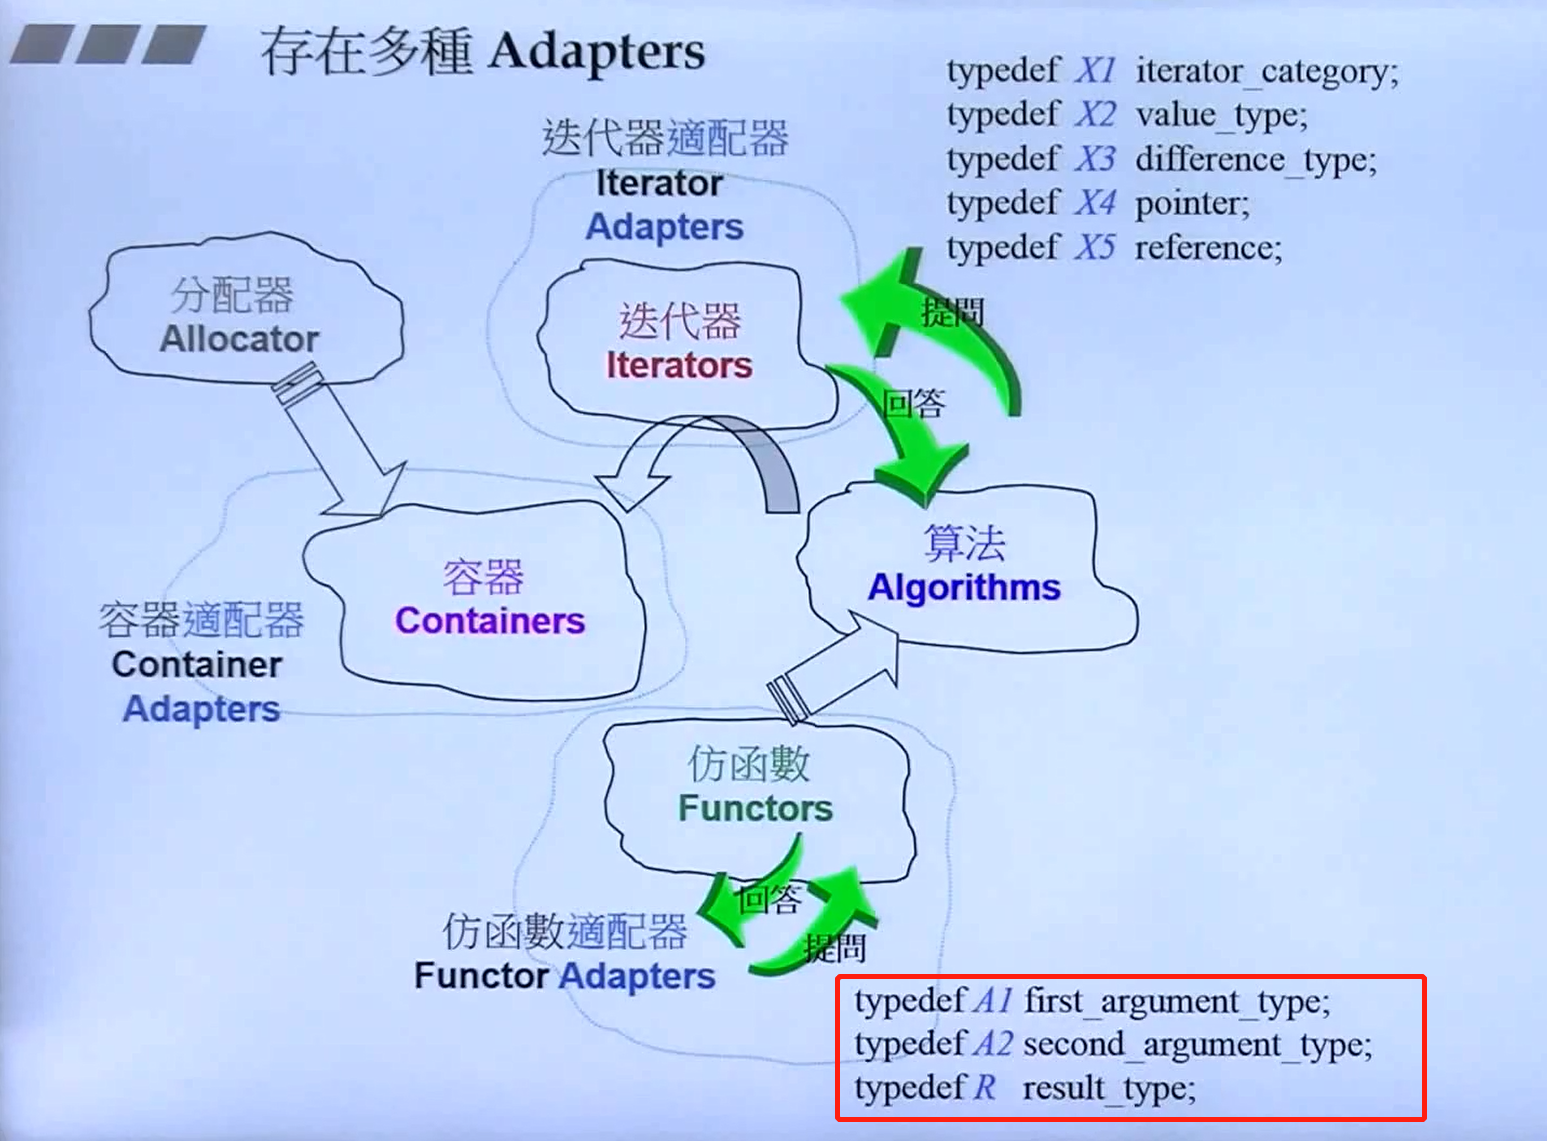 存在多種 Adapters
typedef X1 iterator_category;
typedef X2 value_type;
typedef X3 difference_type;
typedef X4 pointer;
typedef X5 reference;
迭代器適配器
Iterator
Adapters
分配器
Allocator
迭代器
Iterators
提問
回答
算法
Algorithms
容器
Containers
容器適配器
Container
Adapters
仿函數
Functors
回答
提問
仿函數適配器
Functor Adapters
typedef A1 first_argument_type;
typedef A2 second_argument_type;
typedef R result_type;